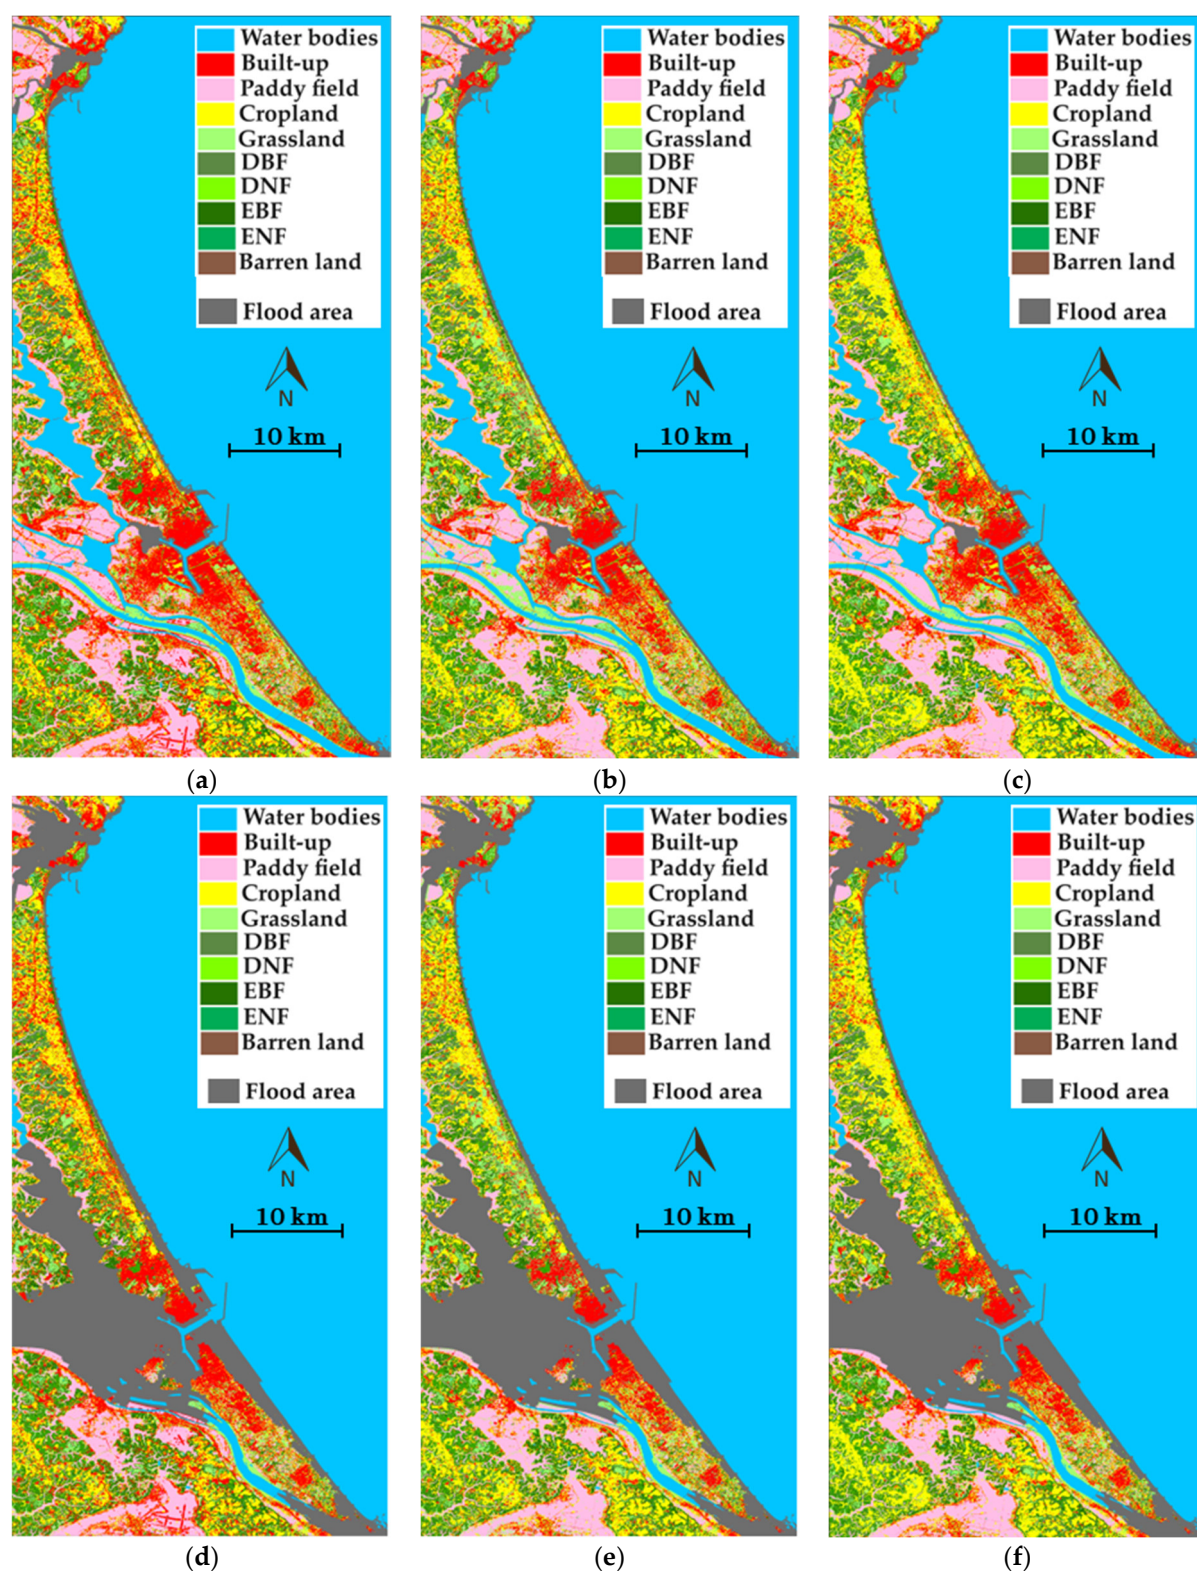 Water bodies
Built-up
Paddy field
Cropland
Grassland
DBF
DNF
EBF
ENF
Barren land
Flood area
N
10 km
(a)
Water bodies
Built-up
Paddy field
Cropland
Grassland
DBF
DNF
EBF
ENF
Barren land
Flood area
N
10 km
(b)
Water bodies
Built-up
Paddy field
Cropland
Grassland
DBF
DNF
EBF
ENF
Barren land
Flood area
N
10 km
(c)
Water bodies
Built-up
Paddy field
Cropland
Grassland
DBF
DNF
EBF
ENF
Barren land
Flood area
N
10 km
(d)
Water bodies
Built-up
Paddy field
Cropland
Grassland
DBF
DNF
EBF
ENF
Barren land
Flood area
N
10 km
(e)
Water bodies
Built-up
Paddy field
Cropland
Grassland
DBF
DNF
EBF
ENF
Barren land
Flood area
N
10 km
(f)